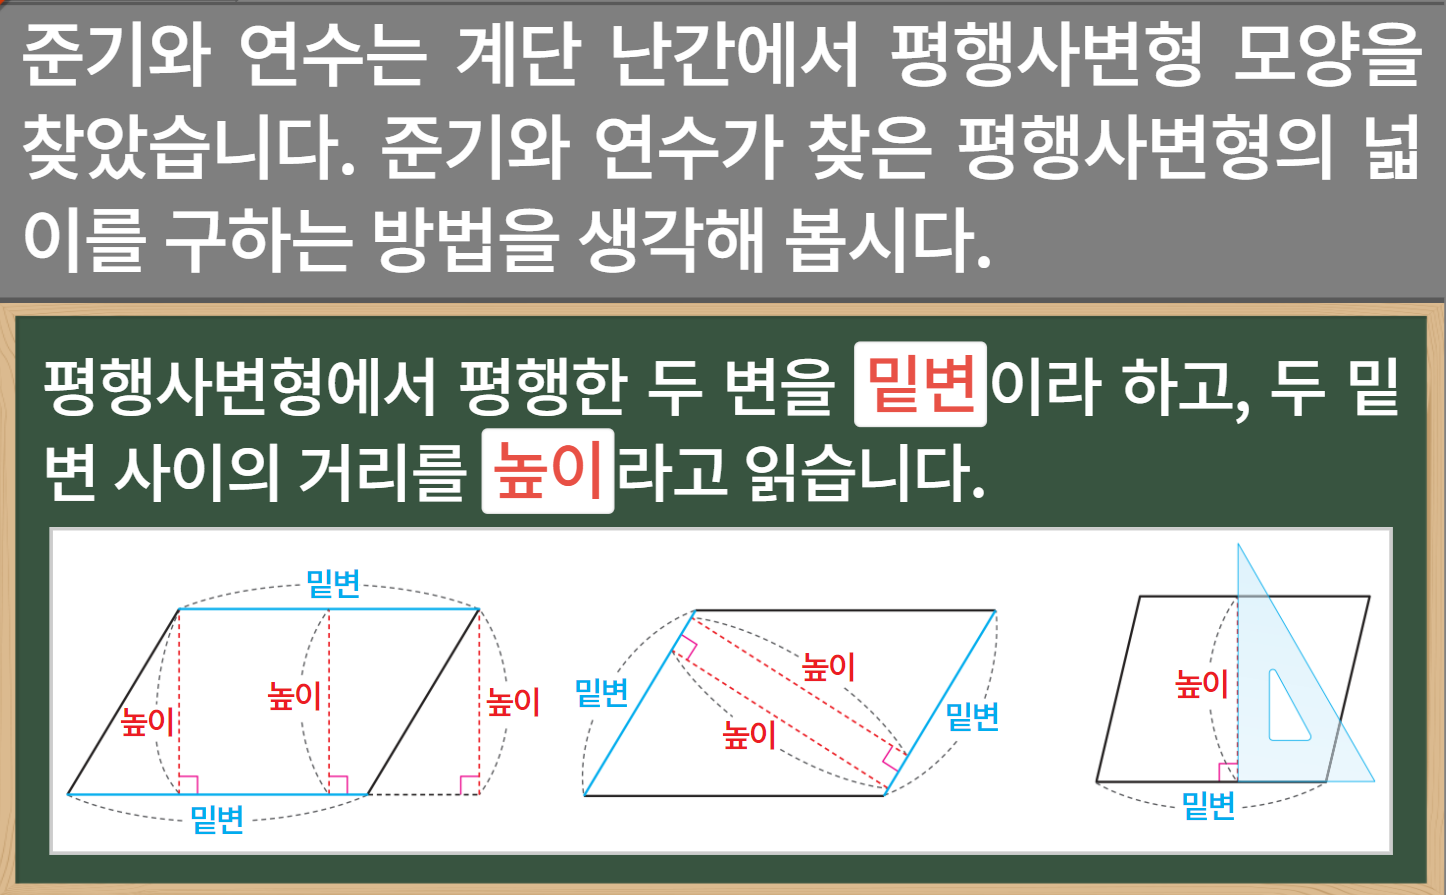 준기와 연수는 계단 난간에서 평행사변형 모양을
찾았습니다. 준기와 연수가 찾은 평행사변형의 넓
이를 구하는 방법을 생각해 봅시다.
평행사변형에서 평행한 두 변을 밑변이라 하고, 두 밑
변 사이의 거리를 높이라고 읽습니다.
밑변
높이
높이
높이
밑변
밑변
높이
높이
밑변
높이
밑변